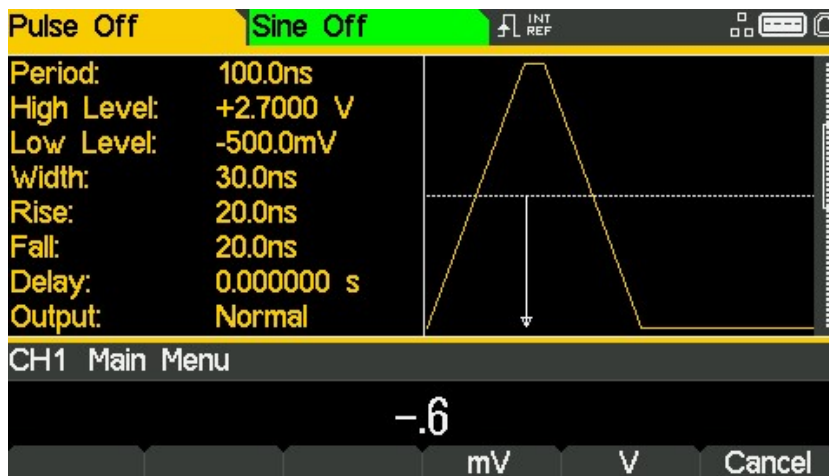 Pulse Off Sine Off INT REF
Period: 100.0ns
High Level: +2.7000 V
Low Level: -500.0mV
Width: 30.0ns
Rise: 20.0ns
Fall: 20.0ns
Delay: 0.000000 s
Output: Normal
CH1 Main Menu
-.6
mV V Cancel